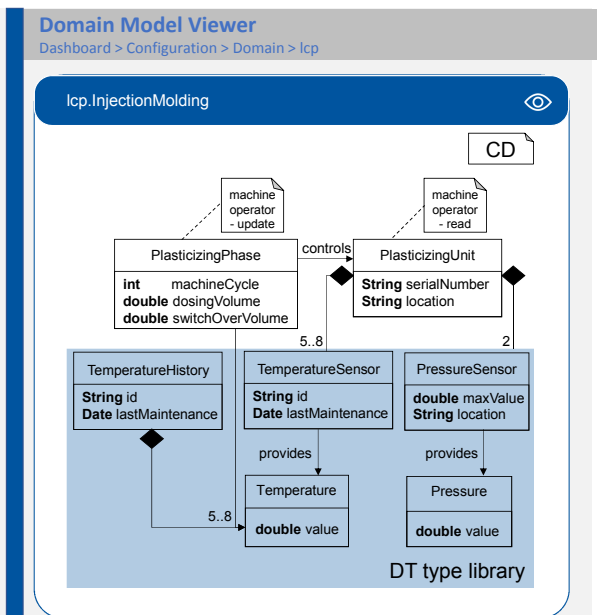 Domain Model Viewer
Dashboard > Configuration > Domain > lcp
lcp.InjectionMolding
CD
machine
operator
- update
machine
operator
- read
PlasticizingPhase
int machineCycle
double dosingVolume
double switchOverVolume
controls
PlasticizingUnit
String serialNumber
String location
5..8
2
TemperatureHistory
String id
Date lastMaintenance
TemperatureSensor
String id
Date lastMaintenance
PressureSensor
double maxValue
String location
provides
provides
5..8
Temperature
double value
Pressure
double value
DT type library